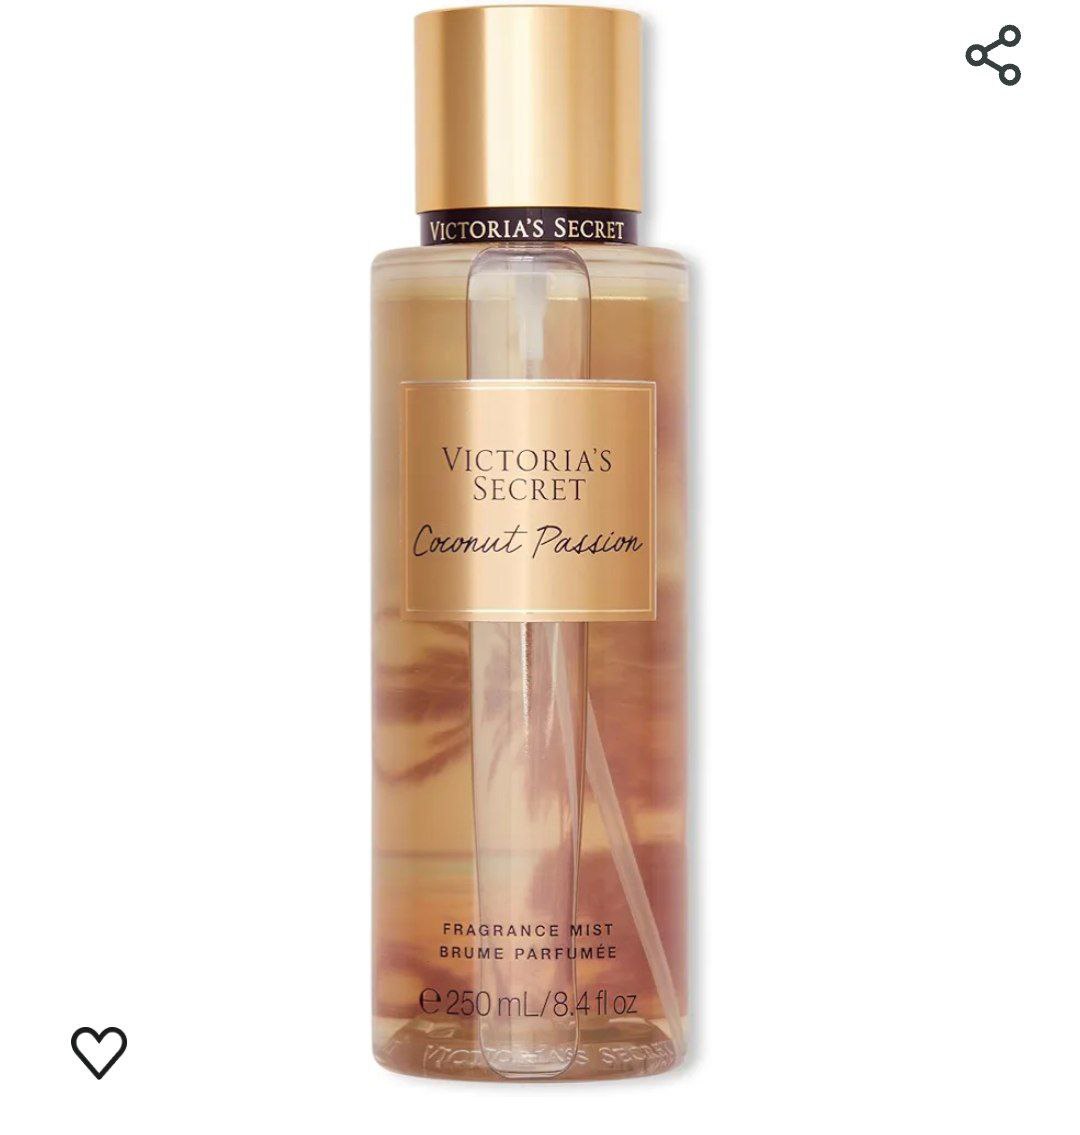 VICTORIA'S SECRET
VICTORIA'S
SECRET
Coconut Passion
FRAGRANCE MIST
BRUME PARFUMÉE
℮ 250 mL/8.4 fl oz
VICTORIA'S SECRET